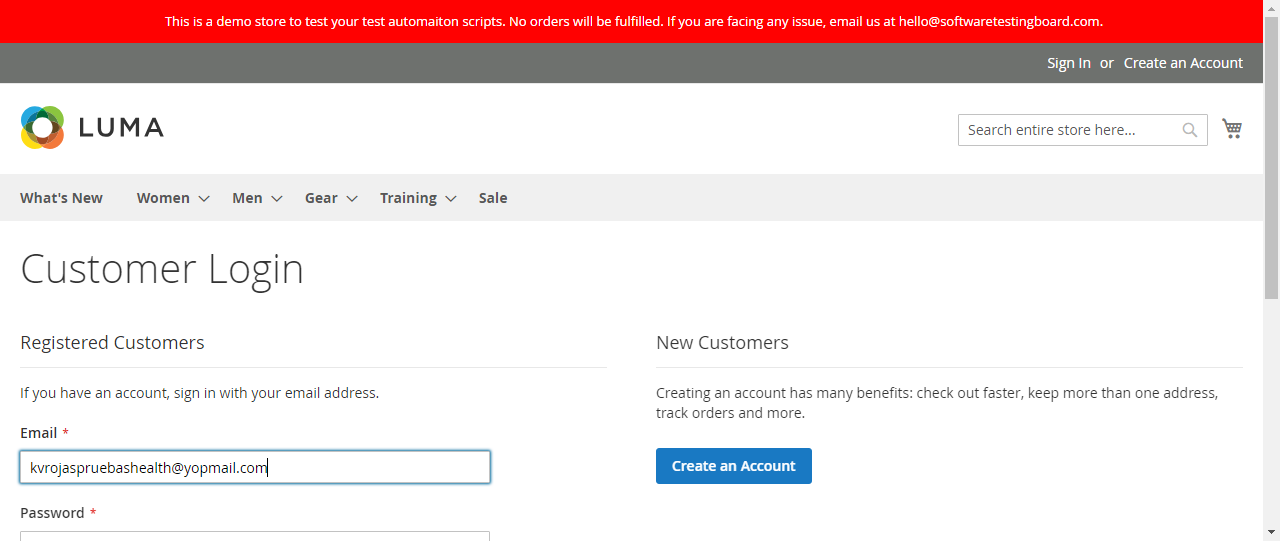 This is a demo store to test your test automaiton scripts. No orders will be fulfilled. If you are facing any issue, email us at hello@softwaretestingboard.com.
Sign In or Create an Account
LUMA
Search entire store here...
What's New Women Men Gear Training Sale
Customer Login
Registered Customers
If you have an account, sign in with your email address.
Email *
kvrojaspruebashealth@yopmail.com
Password *
New Customers
Creating an account has many benefits: check out faster, keep more than one address,
track orders and more.
Create an Account